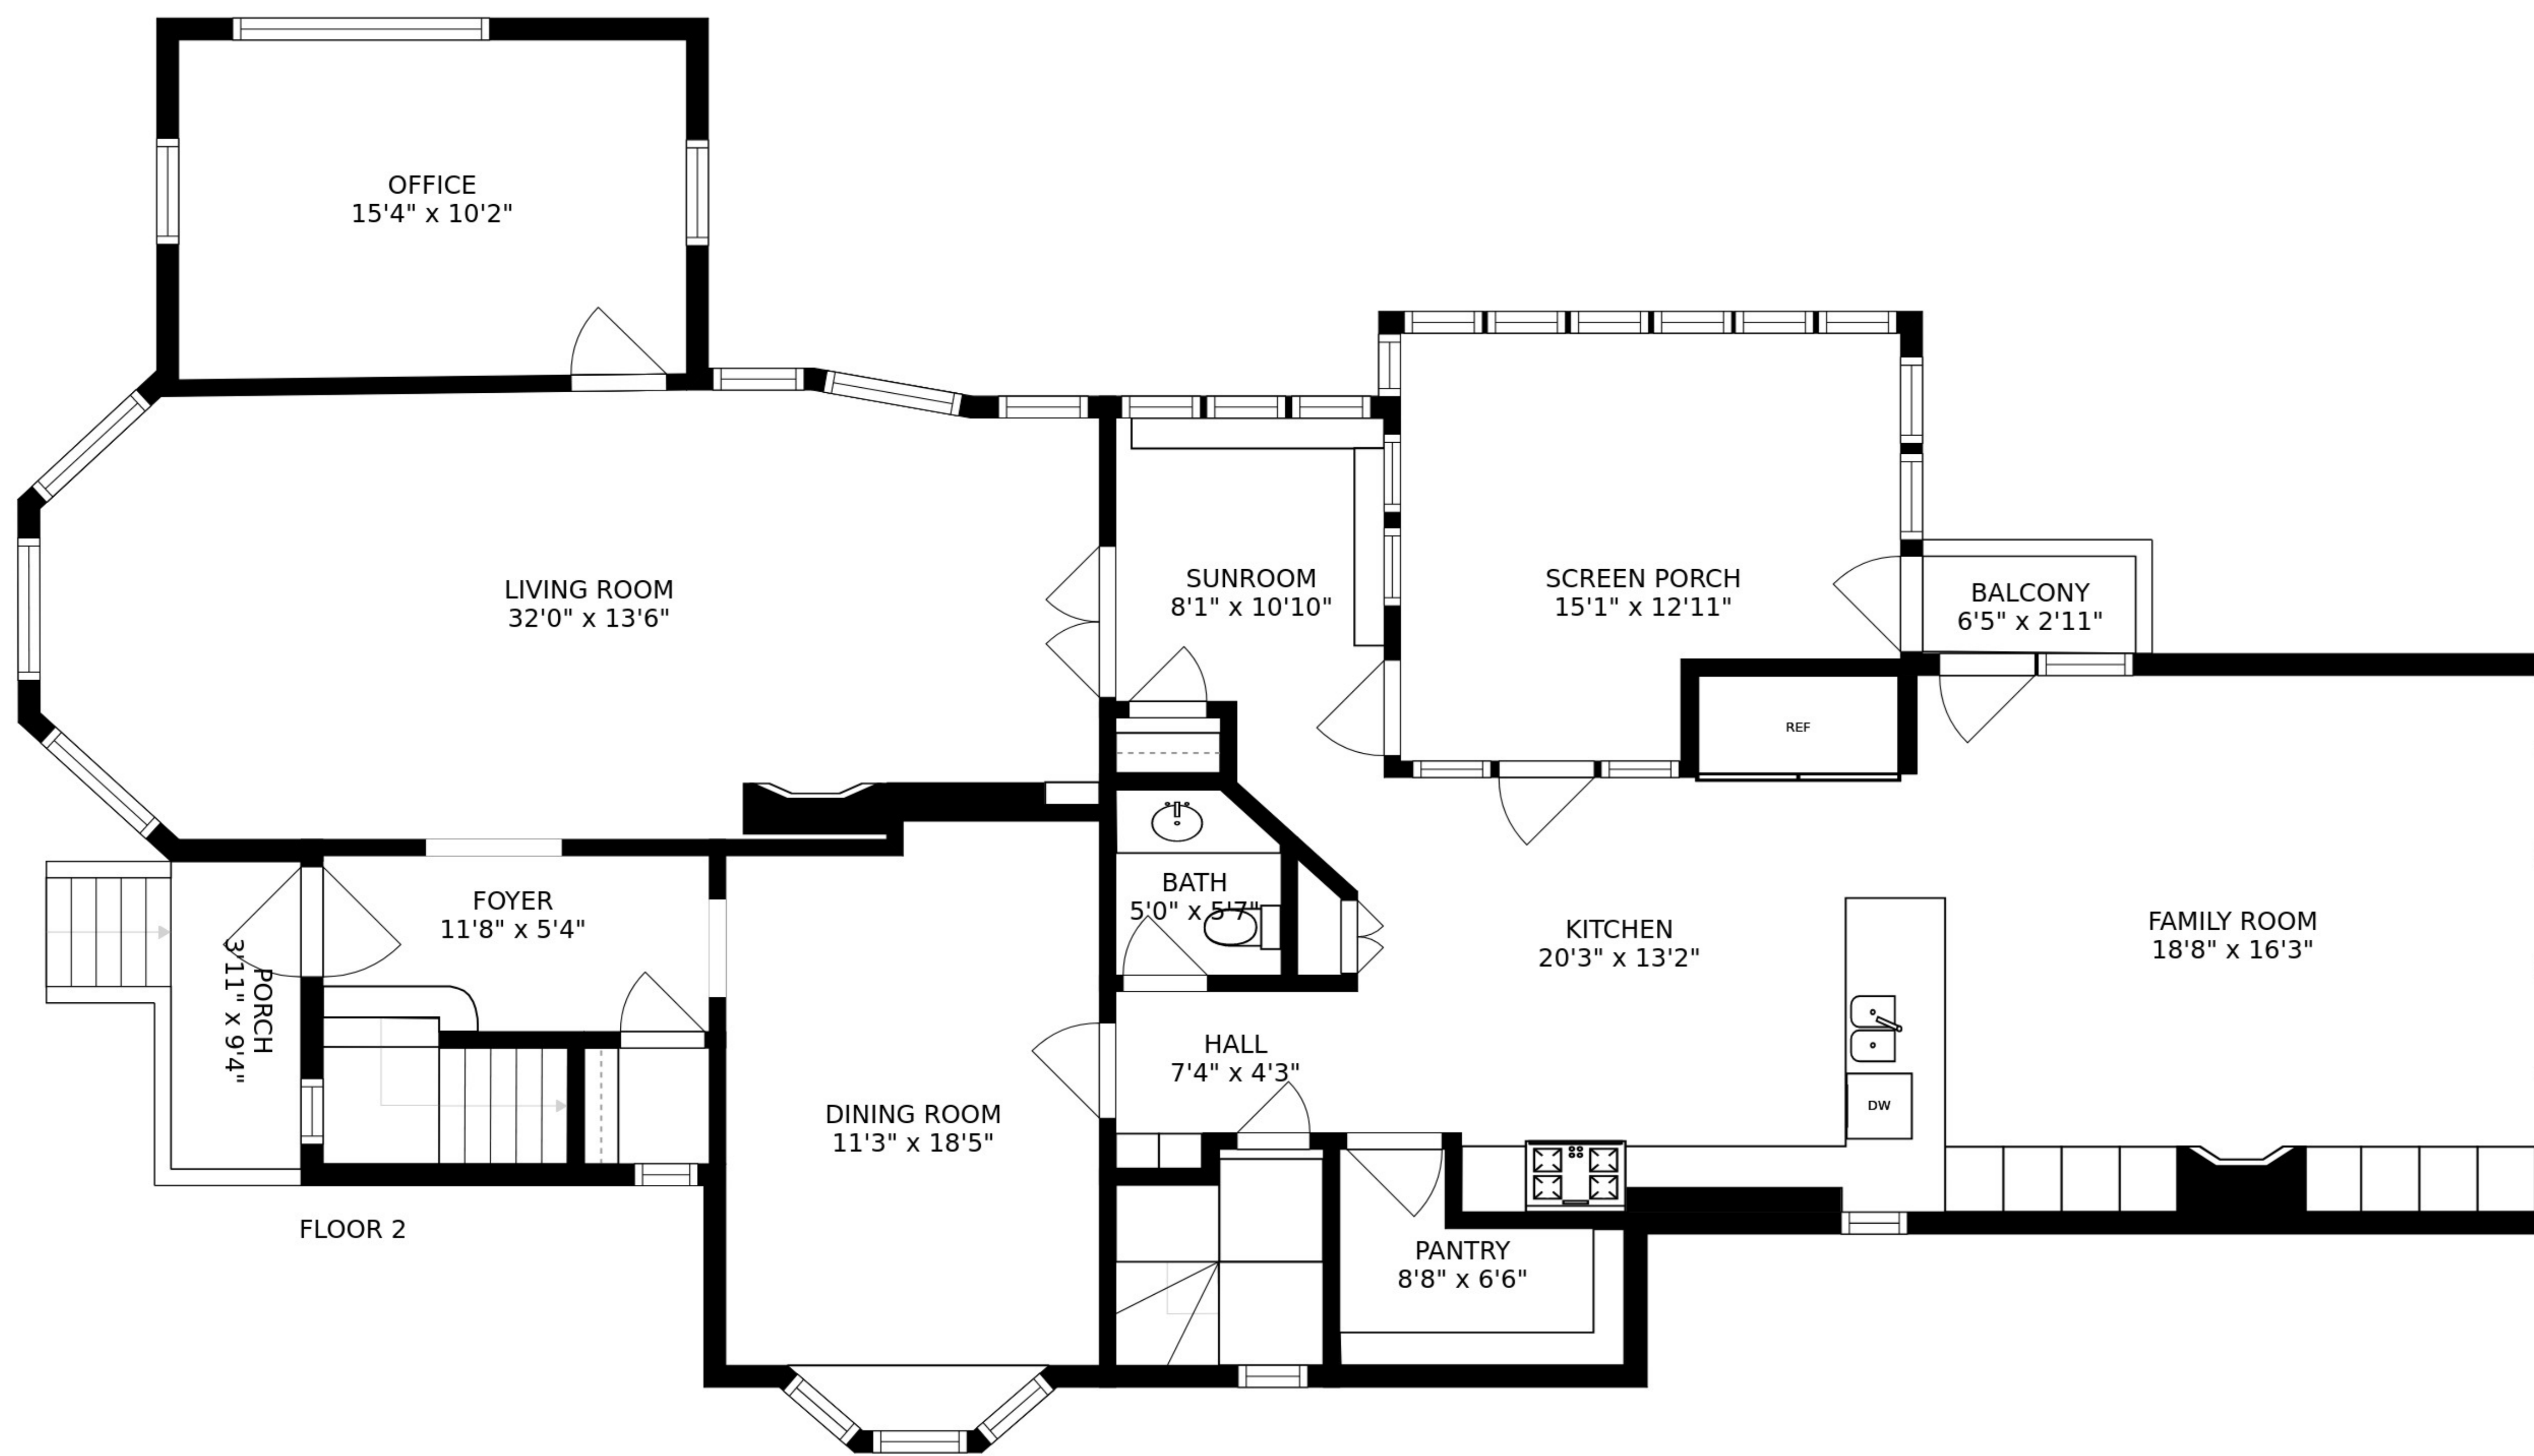 OFFICE
15'4" x 10'2"
LIVING ROOM
32'0" x 13'6"
SUNROOM
8'1" x 10'10"
SCREEN PORCH
15'1" x 12'11"
BALCONY
6'5" x 2'11"
REF
FOYER
11'8" x 5'4"
BATH
5'0" x 5'7"
KITCHEN
20'3" x 13'2"
FAMILY ROOM
18'8" x 16'3"
PORCH
3'11" x 9'4"
HALL
7'4" x 4'3"
DINING ROOM
11'3" x 18'5"
DW
FLOOR 2
PANTRY
8'8" x 6'6"